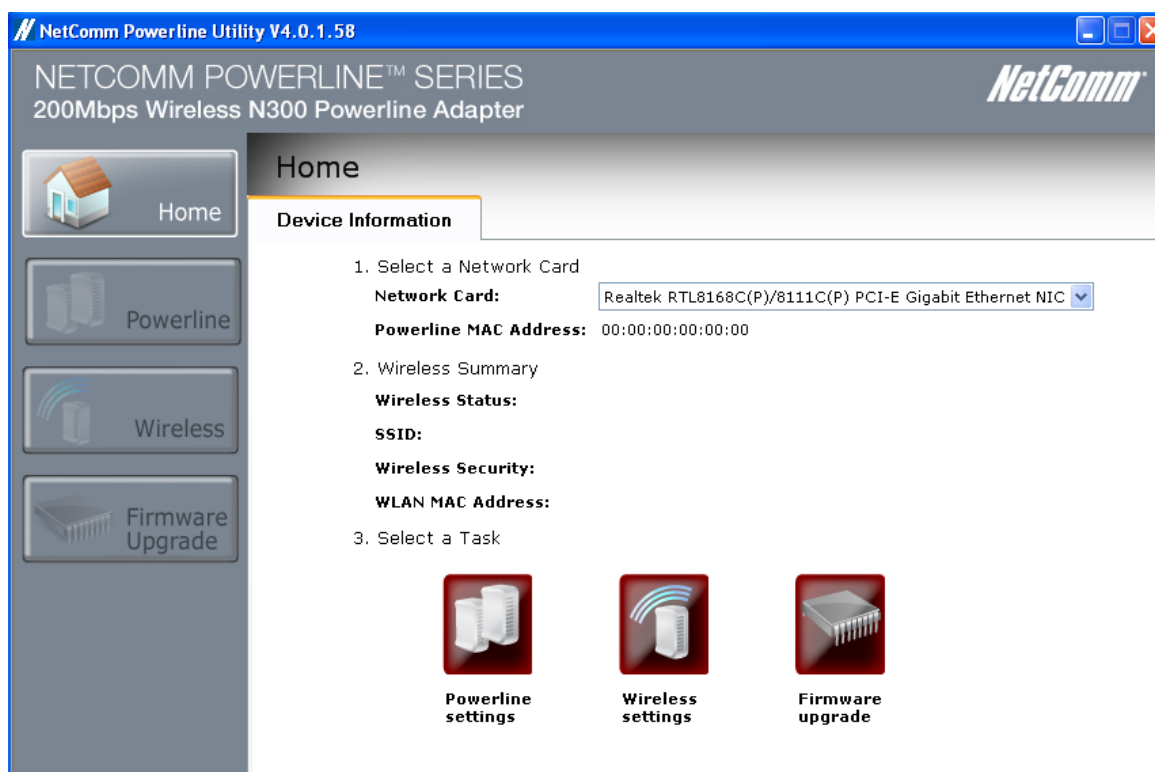 NetComm Powerline Utility V4.0.1.58
NETCOMM POWERLINE™ SERIES
200Mbps Wireless N300 Powerline Adapter
NetComm
Home
Powerline
Wireless
Firmware
Upgrade
Home
Device Information
1. Select a Network Card
Network Card: Realtek RTL8168C(P)/8111C(P) PCI-E Gigabit Ethernet NIC
Powerline MAC Address: 00:00:00:00:00:00
2. Wireless Summary
Wireless Status:
SSID:
Wireless Security:
WLAN MAC Address:
3. Select a Task
Powerline settings
Wireless settings
Firmware upgrade